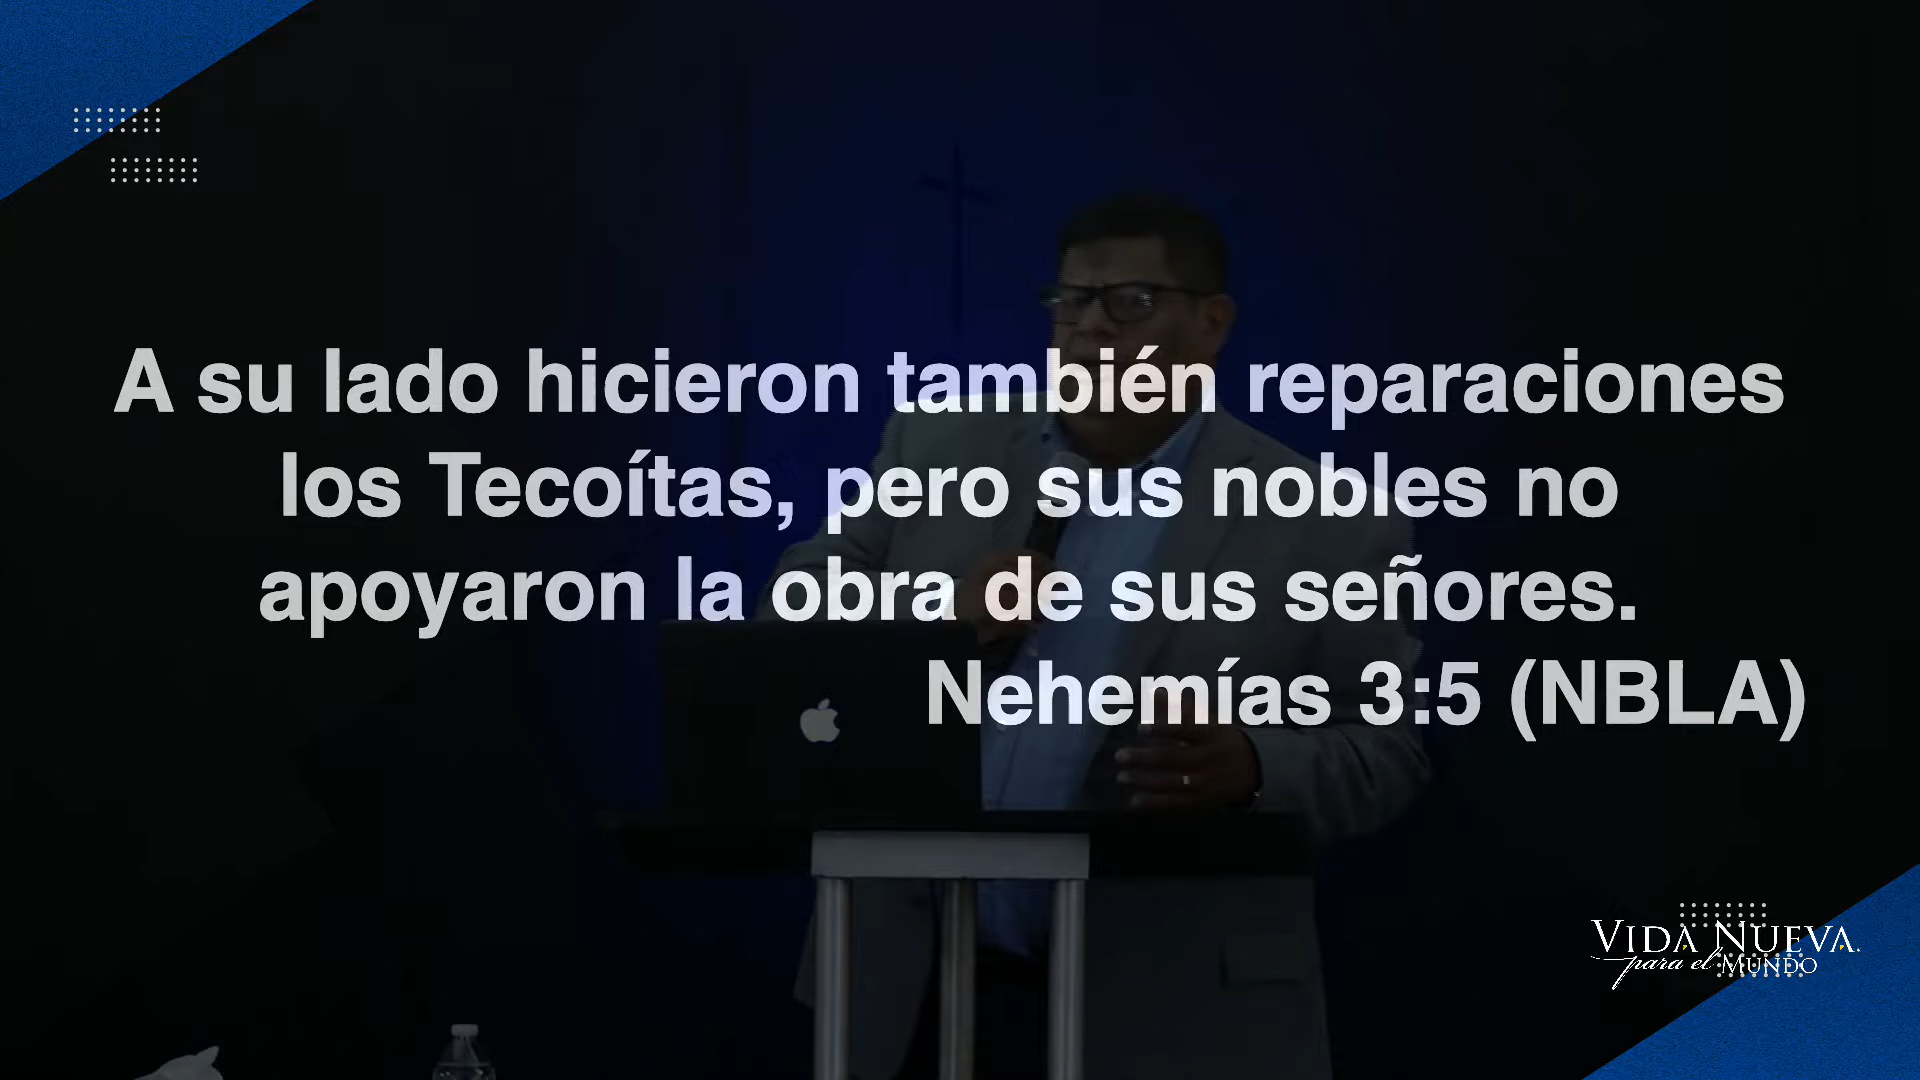 A su lado hicieron también reparaciones
los Tecoítas, pero sus nobles no
apoyaron la obra de sus señores.
Nehemías 3:5 (NBLA)
VIDA NUEVA.
para el MUNDO